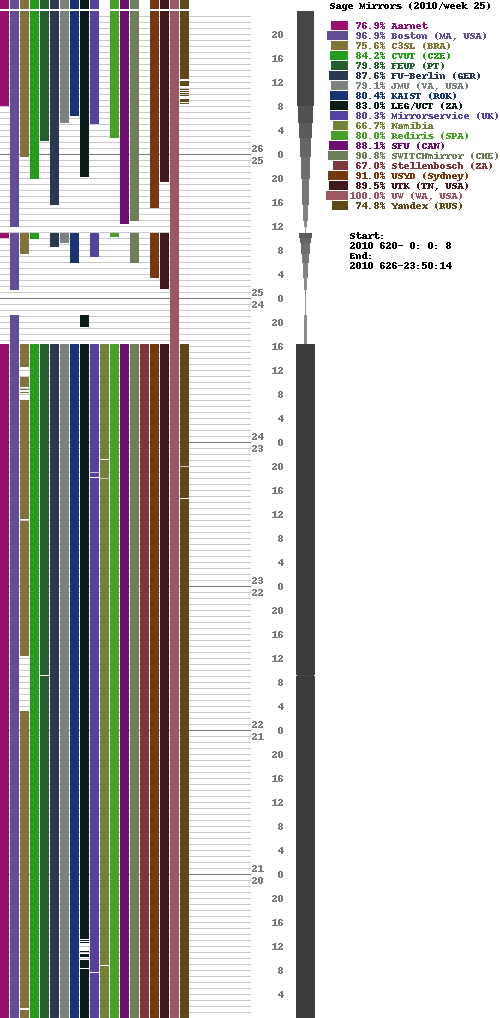 Sage Mirrors (2010/week 25)
76.9% Aarnet
96.9% Boston (MA, USA)
75.6% C3SL (BRA)
84.2% CVUT (CZE)
79.8% FEUP (PT)
87.6% FU-Berlin (GER)
79.1% JMU (VA, USA)
80.4% KAIST (ROK)
83.0% LEG/UCT (ZA)
80.3% Mirrorservice (UK)
66.7% Namibia
80.0% Rediris (SPA)
88.1% SFU (CAN)
90.8% SWITCHmirror (CHE)
67.0% Stellenbosch (ZA)
91.0% USYD (Sydney)
89.5% UTK (TN, USA)
100.0% UW (WA, USA)
74.8% Yandex (RUS)
Start:
2010 620- 0: 0: 8
End:
2010 626-23:50:14
20
16
12
8
4
26
0
25
20
16
12
8
4
25
0
24
20
16
12
8
4
24
0
23
20
16
12
8
4
23
0
22
20
16
12
8
4
22
0
21
20
16
12
8
4
21
0
20
20
16
12
8
4